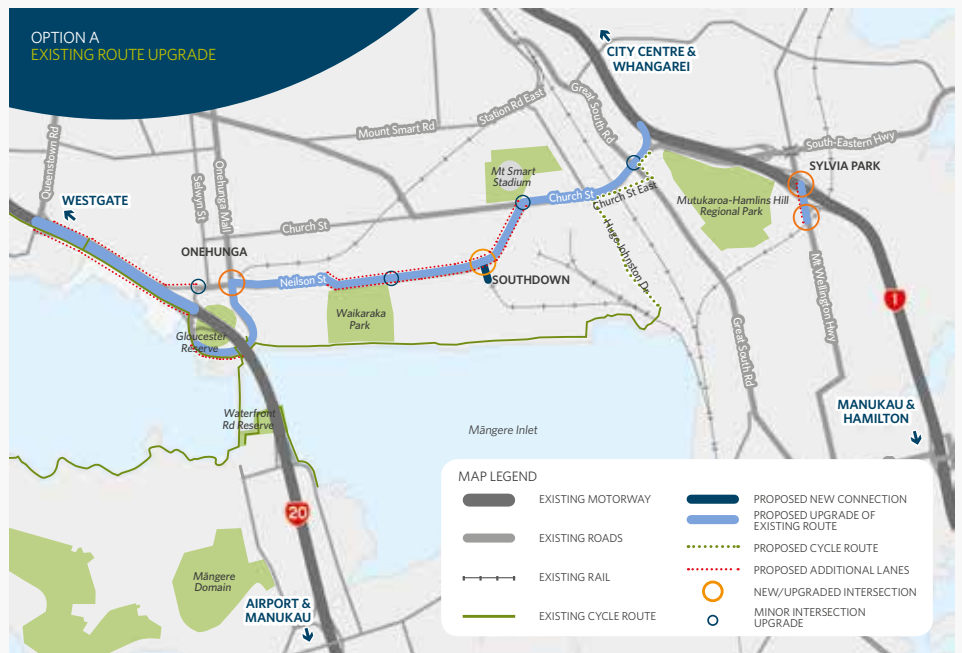 OPTION A
EXISTING ROUTE UPGRADE
CITY CENTRE &
WHANGAREI
Queenstown Rd
Selwyn St
Onehunga Mall
Mount Smart Rd
Station Rd East
Great South Rd
South-Eastern Hwy
SYLVIA PARK
Mt Smart
Stadium
WESTGATE
Church St
Church St East
Mutukaroa-Hamlins Hill
Regional Park
Church St
ONEHUNGA
Neilson St
SOUTHDOWN
Hugo Johnston Dr
Mt Wellington Hwy
1
Waikaraka
Park
Gloucester
Reserve
Great South Rd
Waterfront
Rd Reserve
Māngere Inlet
MANUKAU &
HAMILTON
20
Māngere
Domain
AIRPORT &
MANUKAU
MAP LEGEND
EXISTING MOTORWAY
EXISTING ROADS
EXISTING RAIL
EXISTING CYCLE ROUTE
PROPOSED NEW CONNECTION
PROPOSED UPGRADE OF
EXISTING ROUTE
PROPOSED CYCLE ROUTE
PROPOSED ADDITIONAL LANES
NEW/UPGRADED INTERSECTION
MINOR INTERSECTION
UPGRADE